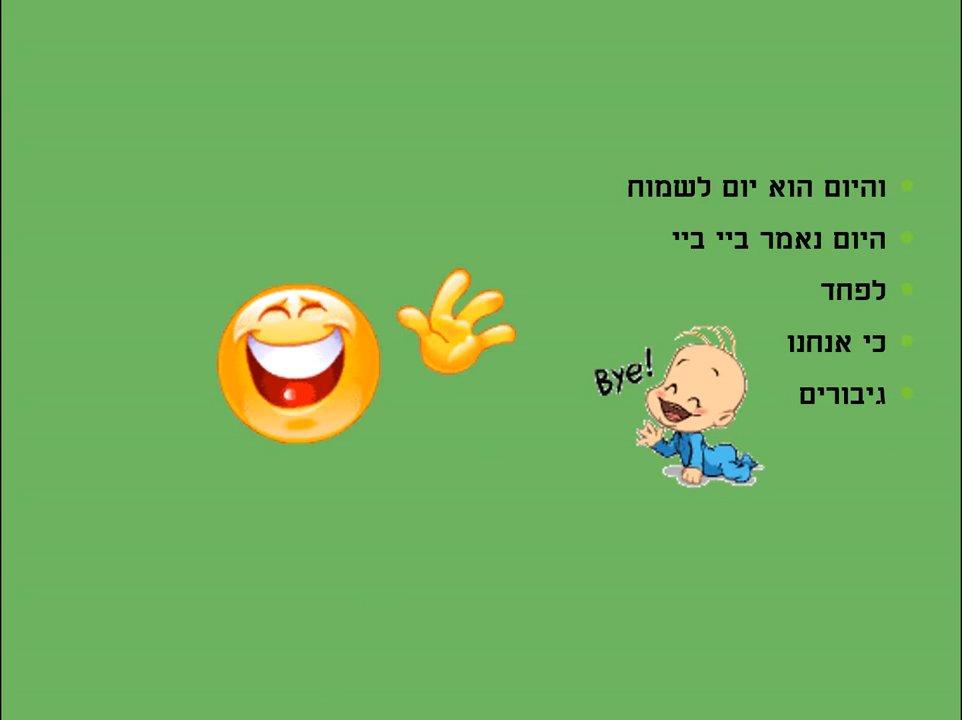 והיום הוא יום לשמוח
היום נאמר ביי ביי
לפחד
כי אנחנו
גיבורים
Bye!